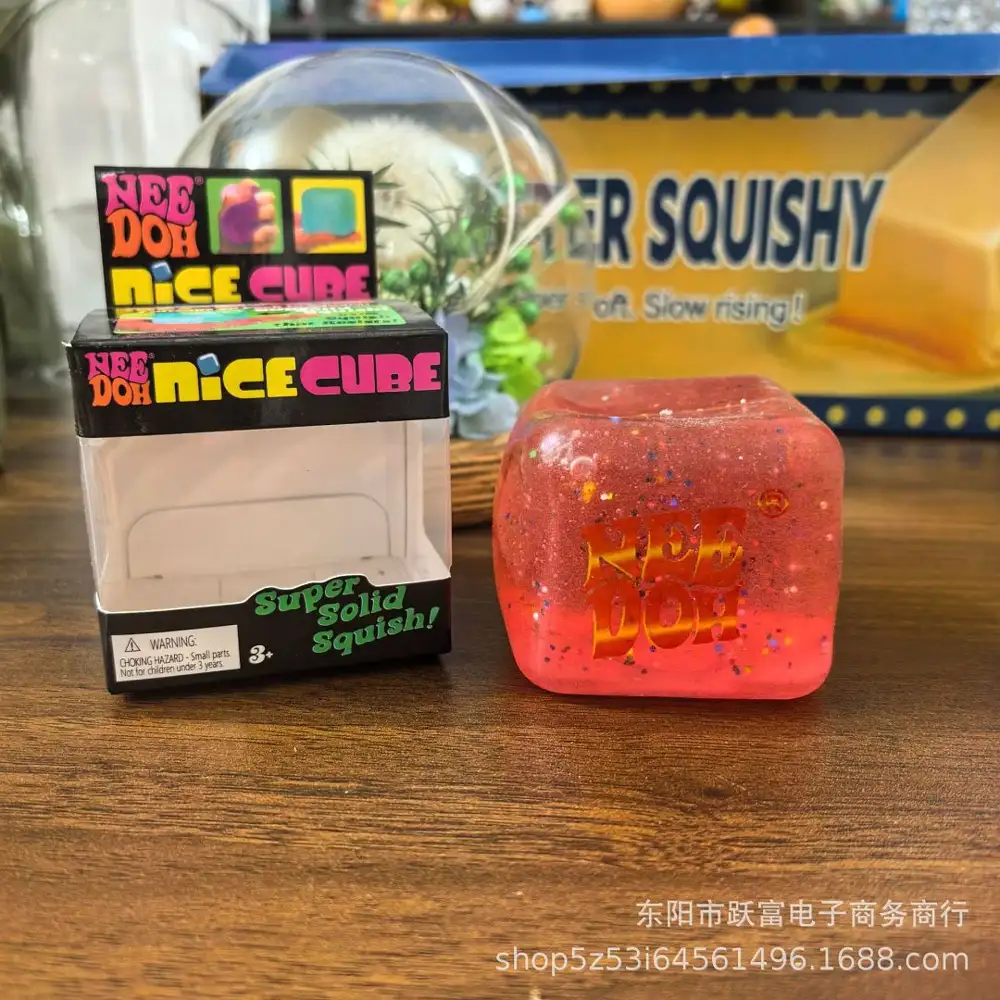 NEE®
DOH
NiCE CUBE
NEE®
DOH
NiCE CUBE
Super
Solid
Squish!
WARNING:
CHOKING HAZARD - Small parts.
Not for children under 3 years.
3+
ER SQUISHY
oft. Slow rising!
NEE®
DOH
东阳市跃富电子商务商行
shop5z53i64561496.1688.com